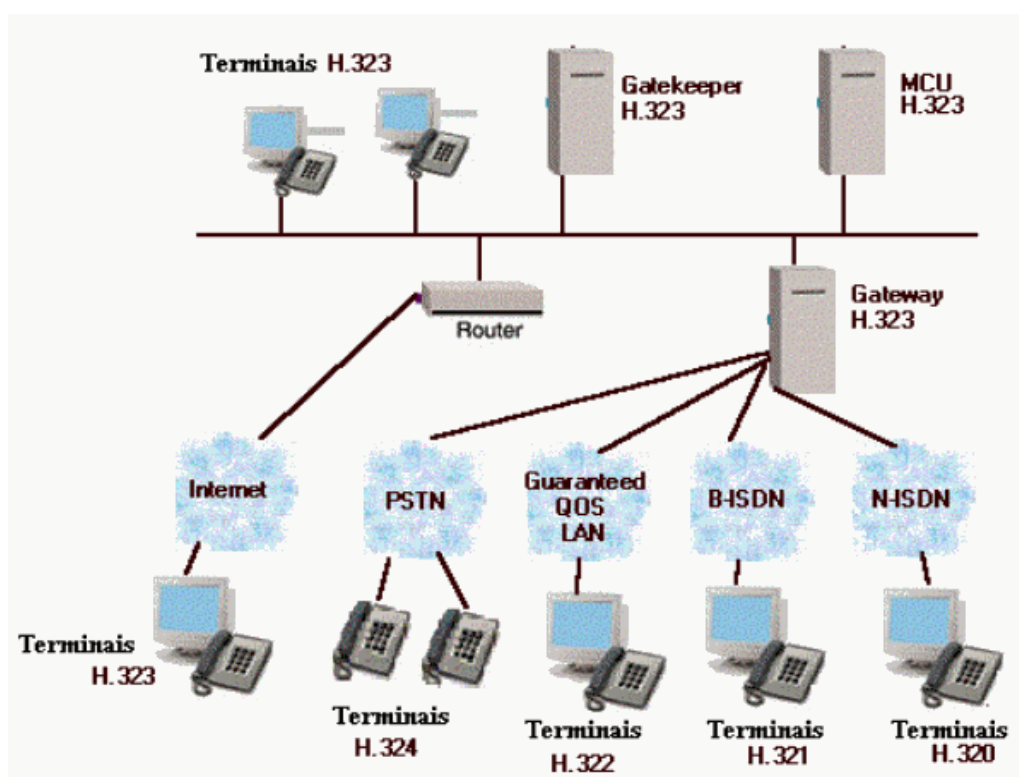 Terminais H.323
Gatekeeper
H.323
MCU
H.323
Router
Gateway
H.323
Internet
PSTN
Guaranteed
QOS
LAN
B-ISDN
N-ISDN
Terminais
H.323
Terminais
H.324
Terminais
H.322
Terminais
H.321
Terminais
H.320